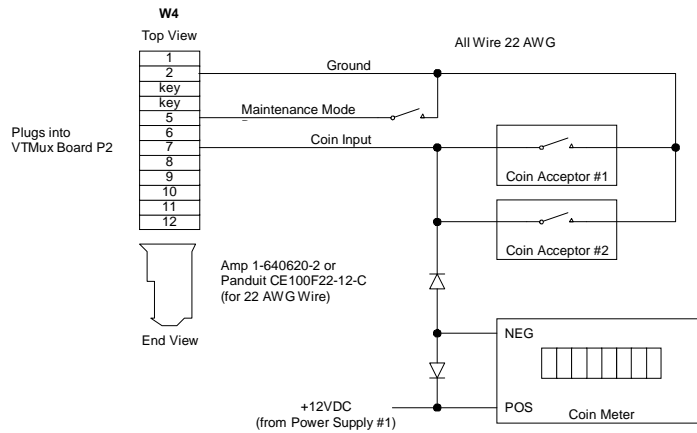 W4
Top View
All Wire 22 AWG
1
2
key
key
5
6
7
8
9
10
11
12
Ground
Maintenance Mode
Coin Input
Plugs into
VTMux Board P2
Coin Acceptor #1
Coin Acceptor #2
Amp 1-640620-2 or
Panduit CE100F22-12-C
(for 22 AWG Wire)
End View
NEG
+12VDC
(from Power Supply #1)
POS
Coin Meter